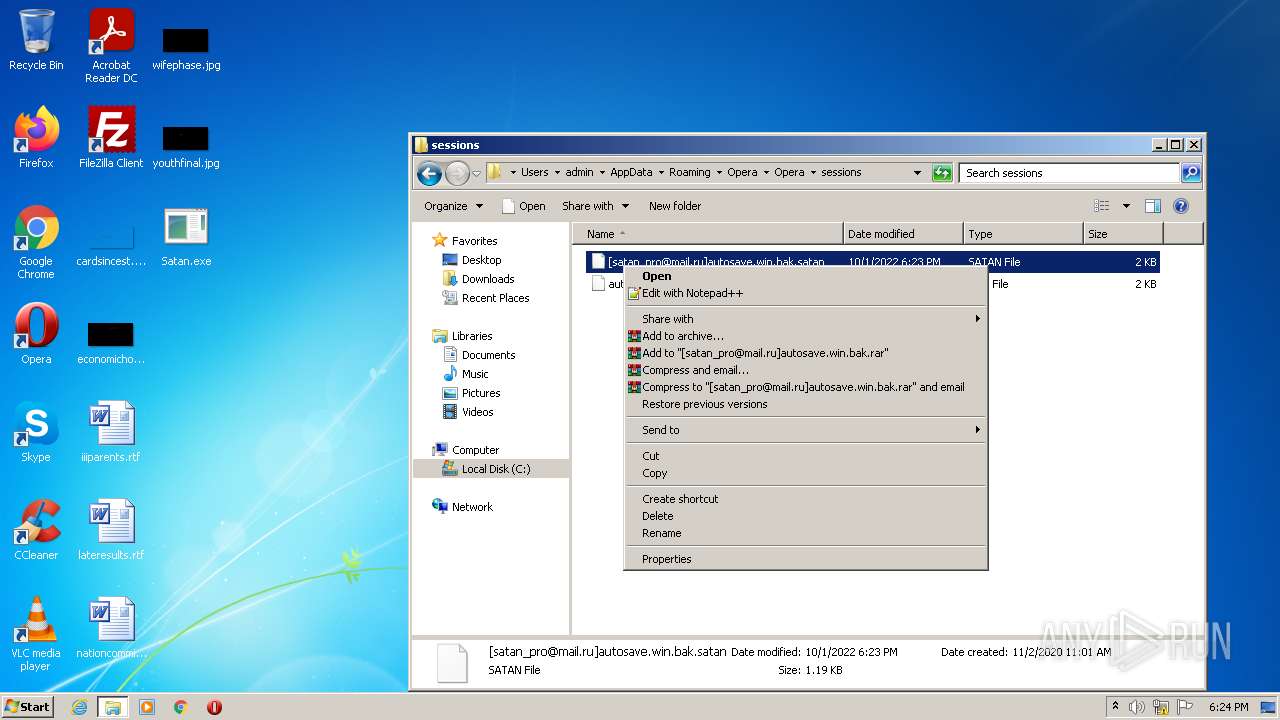 Recycle Bin
Acrobat
Reader DC
wifephase.jpg
Firefox
FileZilla Client
youthfinal.jpg
Google
Chrome
cardsincest....
Satan.exe
Opera
economicho...
Skype
iiiparents.rtf
CCleaner
lateresults.rtf
VLC media
player
nationcommi...
sessions
Users
admin
AppData
Roaming
Opera
Opera
sessions
Search sessions
Organize
Open
Share with
New folder
Favorites
Desktop
Downloads
Recent Places
Libraries
Documents
Music
Pictures
Videos
Computer
Local Disk (C:)
Network
Name
Date modified
Type
Size
[satan_pro@mail.ru]autosave.win.bak.satan
10/1/2022 6:23 PM
SATAN File
2 KB
File
2 KB
Open
Edit with Notepad++
Share with
Add to archive...
Add to "[satan_pro@mail.ru]autosave.win.bak.rar"
Compress and email...
Compress to "[satan_pro@mail.ru]autosave.win.bak.rar" and email
Restore previous versions
Send to
Cut
Copy
Create shortcut
Delete
Rename
Properties
[satan_pro@mail.ru]autosave.win.bak.satan
Date modified: 10/1/2022 6:23 PM
Date created: 11/2/2020 11:01 AM
SATAN File
Size: 1.19 KB
ANY RUN
Start
6:24 PM